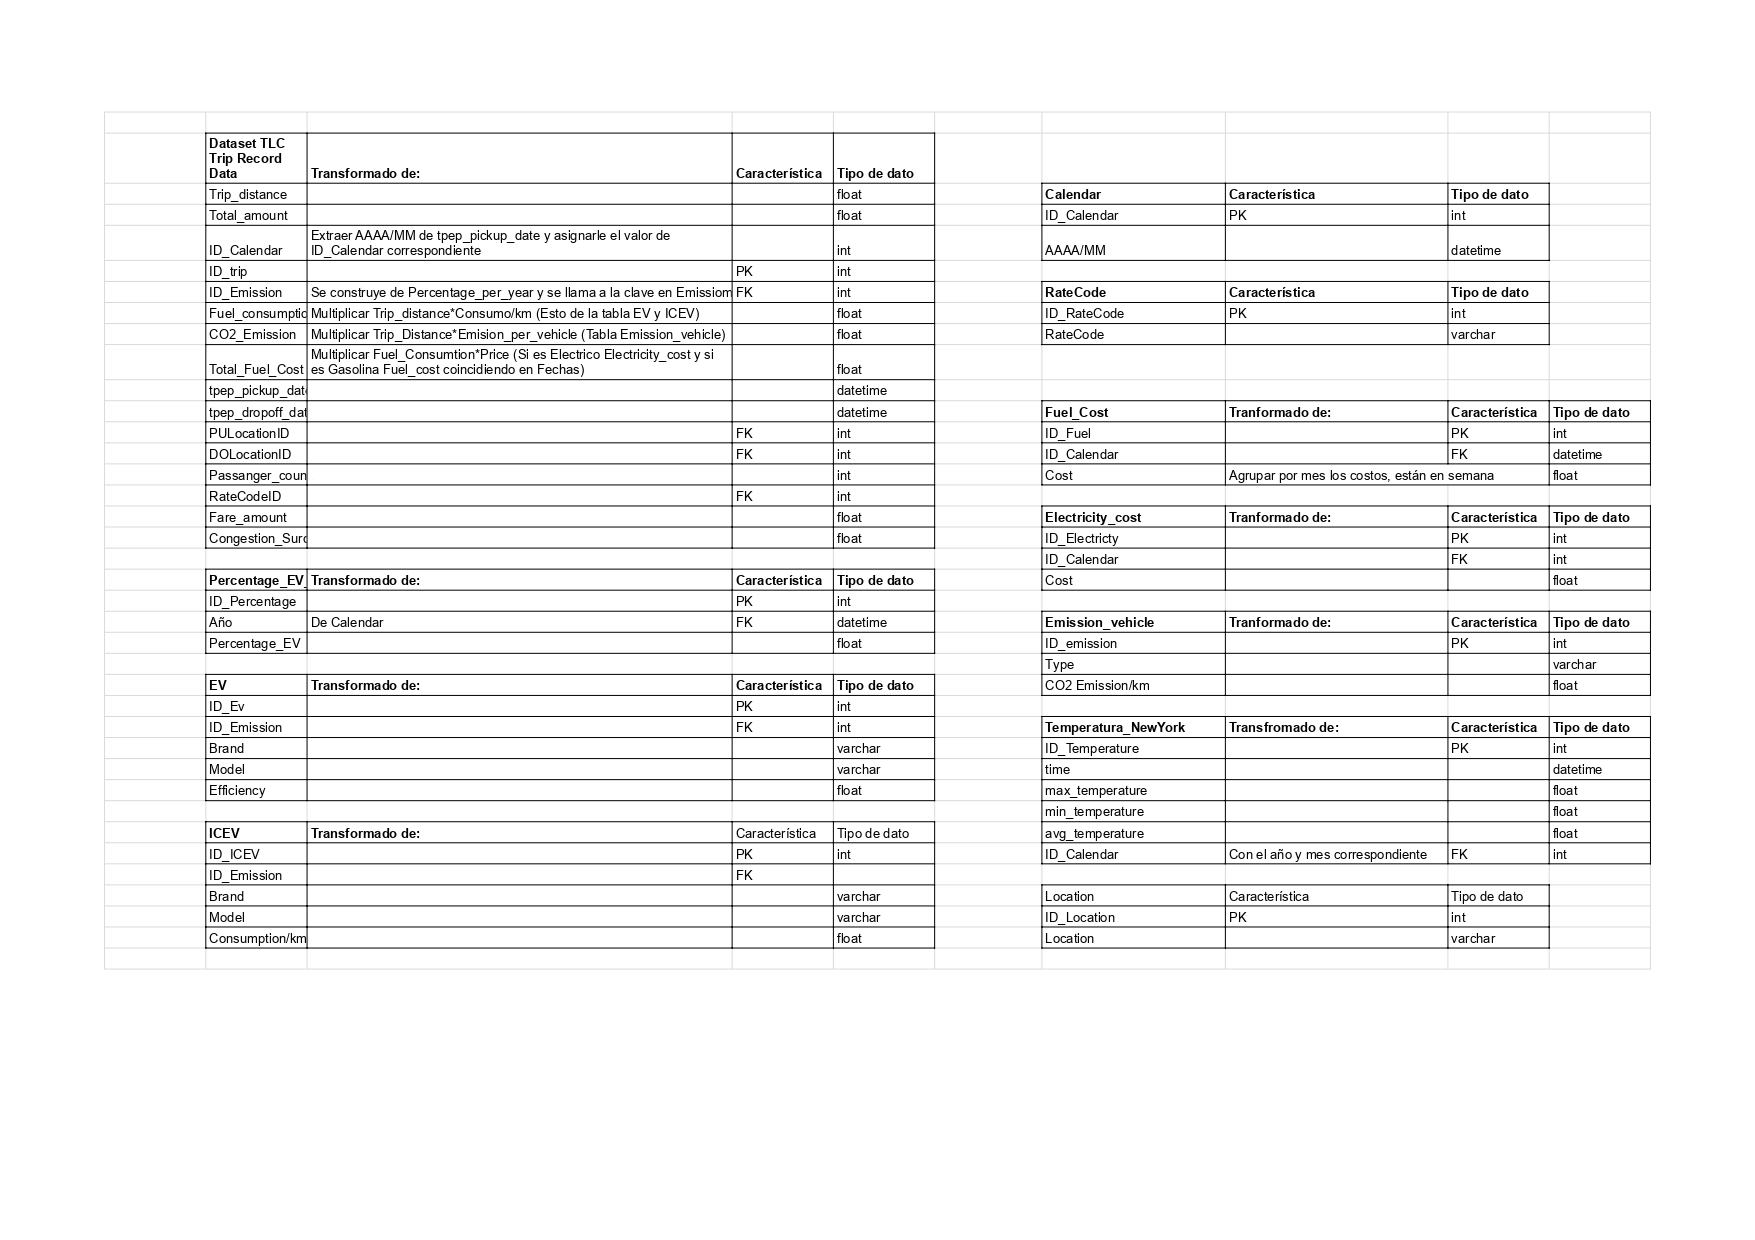 Dataset TLC
Trip Record
Data Transformado de: Característica Tipo de dato
Trip_distance float
Total_amount float
Extraer AAAA/MM de tpep_pickup_date y asignarle el valor de
ID_Calendar ID_Calendar correspondiente int
ID_trip PK int
ID_Emission Se construye de Percentage_per_year y se llama a la clave en Emissiom FK int
Fuel_consumptio Multiplicar Trip_distance*Consumo/km (Esto de la tabla EV y ICEV) float
CO2_Emission Multiplicar Trip_Distance*Emision_per_vehicle (Tabla Emission_vehicle) float
Multiplicar Fuel_Consumtion*Price (Si es Electrico Electricity_cost y si
Total_Fuel_Cost es Gasolina Fuel_cost coincidiendo en Fechas) float
tpep_pickup_dat datetime
tpep_dropoff_dat datetime
PULocationID FK int
DOLocationID FK int
Passanger_coun int
RateCodeID FK int
Fare_amount float
Congestion_Surc float
Percentage_EV_ Transformado de: Característica Tipo de dato
ID_Percentage PK int
Año De Calendar FK datetime
Percentage_EV float
EV Transformado de: Característica Tipo de dato
ID_Ev PK int
ID_Emission FK int
Brand varchar
Model varchar
Efficiency float
ICEV Transformado de: Característica Tipo de dato
ID_ICEV PK int
ID_Emission FK
Brand varchar
Model varchar
Consumption/km float
Calendar Característica Tipo de dato
ID_Calendar PK int
AAAA/MM datetime
RateCode Característica Tipo de dato
ID_RateCode PK int
RateCode varchar
Fuel_Cost Tranformado de: Característica Tipo de dato
ID_Fuel PK int
ID_Calendar FK datetime
Cost Agrupar por mes los costos, están en semana float
Electricity_cost Tranformado de: Característica Tipo de dato
ID_Electricty PK int
ID_Calendar FK int
Cost float
Emission_vehicle Tranformado de: Característica Tipo de dato
ID_emission PK int
Type varchar
CO2 Emission/km float
Temperatura_NewYork Transfromado de: Característica Tipo de dato
ID_Temperature PK int
time datetime
max_temperature float
min_temperature float
avg_temperature float
ID_Calendar Con el año y mes correspondiente FK int
Location Característica Tipo de dato
ID_Location PK int
Location varchar